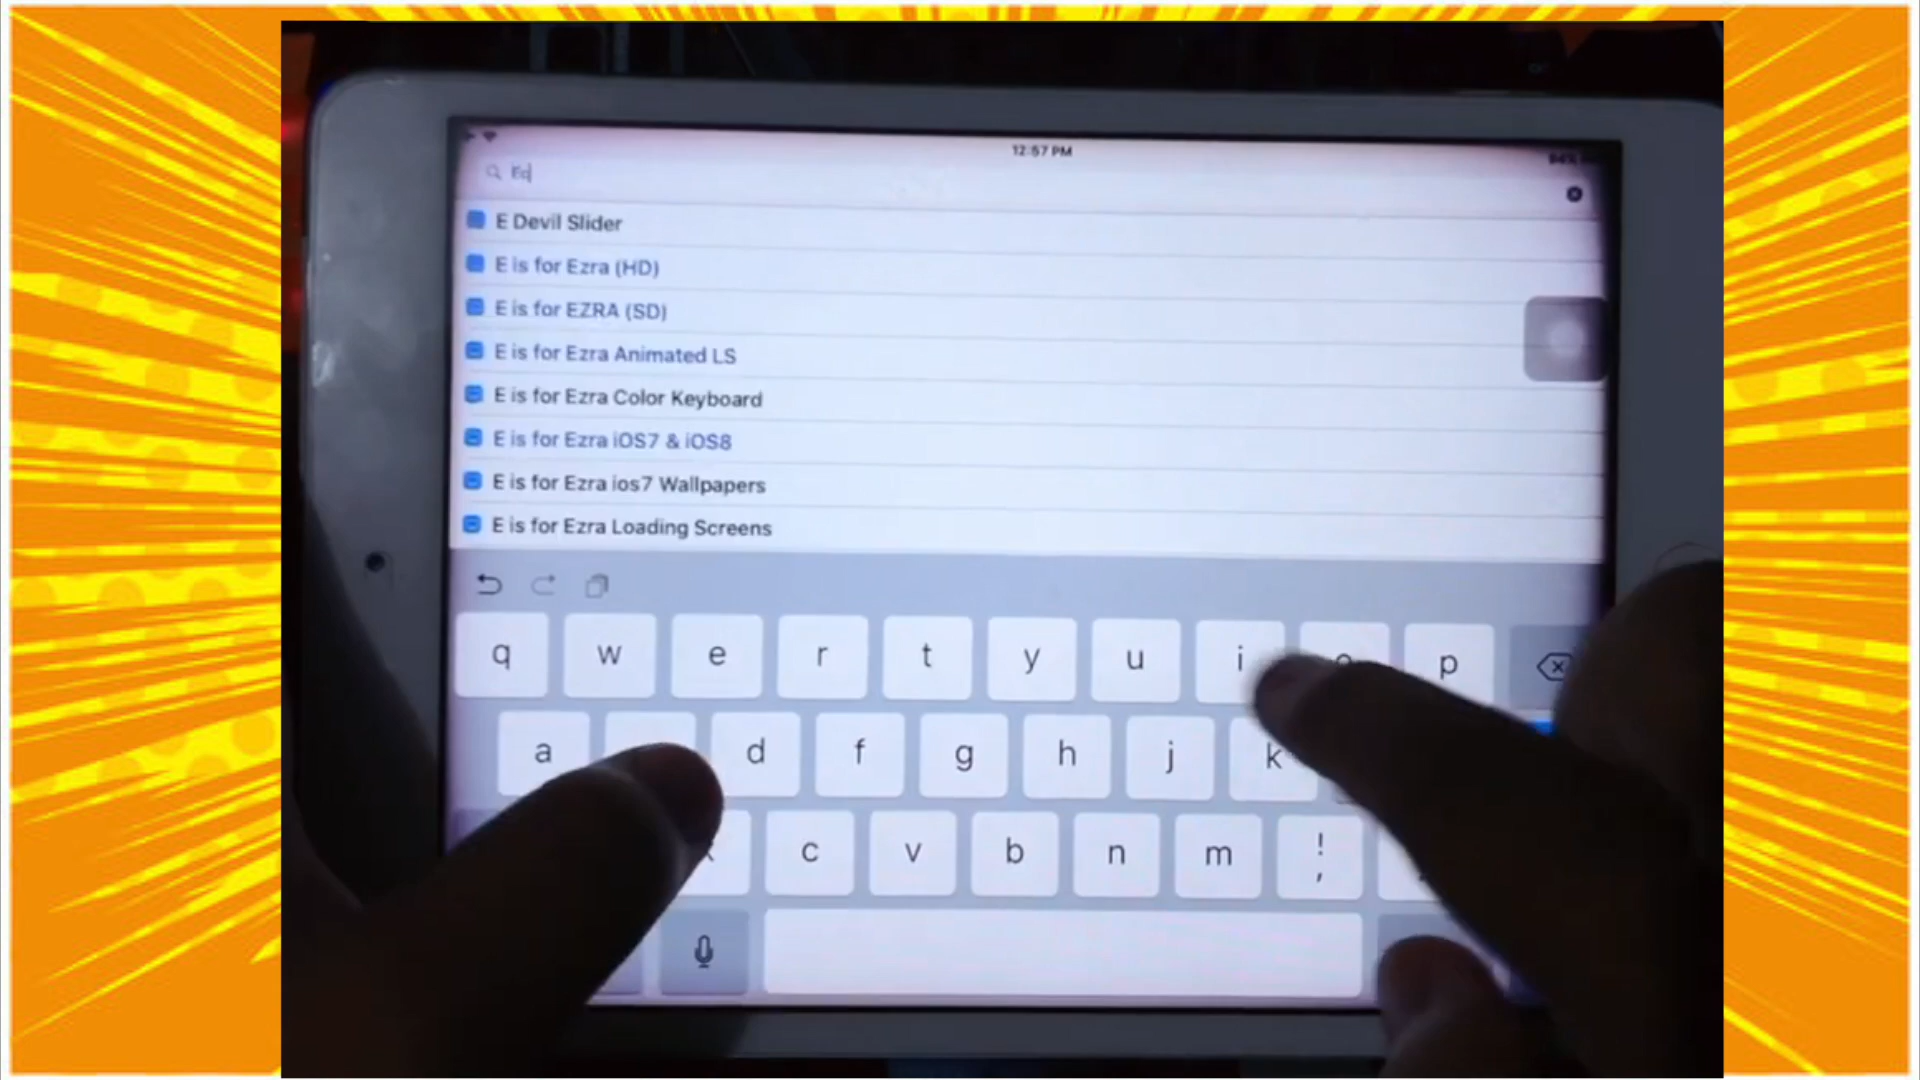 12:57 PM
E Devil Slider
E is for Ezra (HD)
E is for EZRA (SD)
E is for Ezra Animated LS
E is for Ezra Color Keyboard
E is for Ezra iOS7 & iOS8
E is for Ezra ios7 Wallpapers
E is for Ezra Loading Screens
q w e r t y u i p
a d f g h j k
c v b n m ! ,